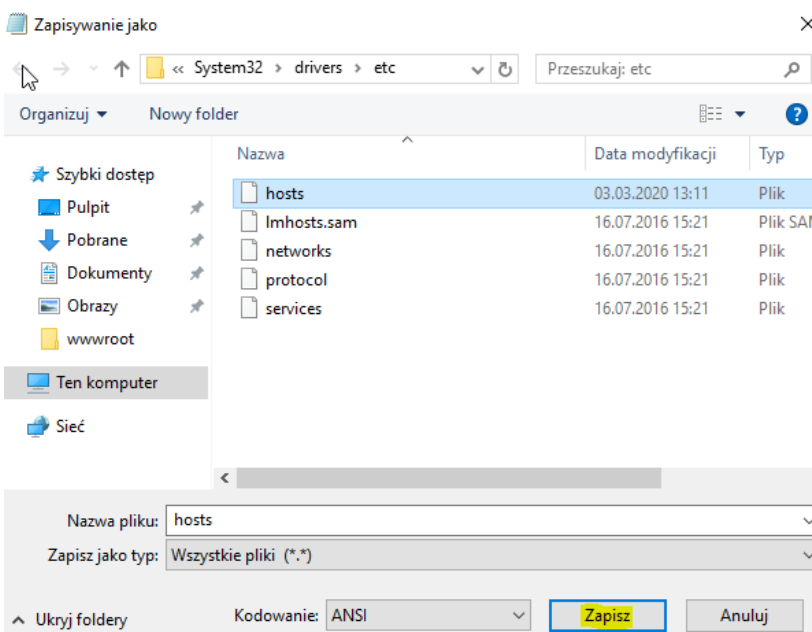 Zapisywanie jako
« System32 > drivers > etc
Przeszukaj: etc
Organizuj
Nowy folder
?
Nazwa
Data modyfikacji
Typ
Szybki dostęp
Pulpit
Pobrane
Dokumenty
Obrazy
wwwroot
Ten komputer
Sieć
hosts 03.03.2020 13:11 Plik
lmhosts.sam 16.07.2016 15:21 Plik SAM
networks 16.07.2016 15:21 Plik
protocol 16.07.2016 15:21 Plik
services 16.07.2016 15:21 Plik
Nazwa pliku: hosts
Zapisz jako typ: Wszystkie pliki (*.*)
Ukryj foldery
Kodowanie: ANSI
Zapisz
Anuluj